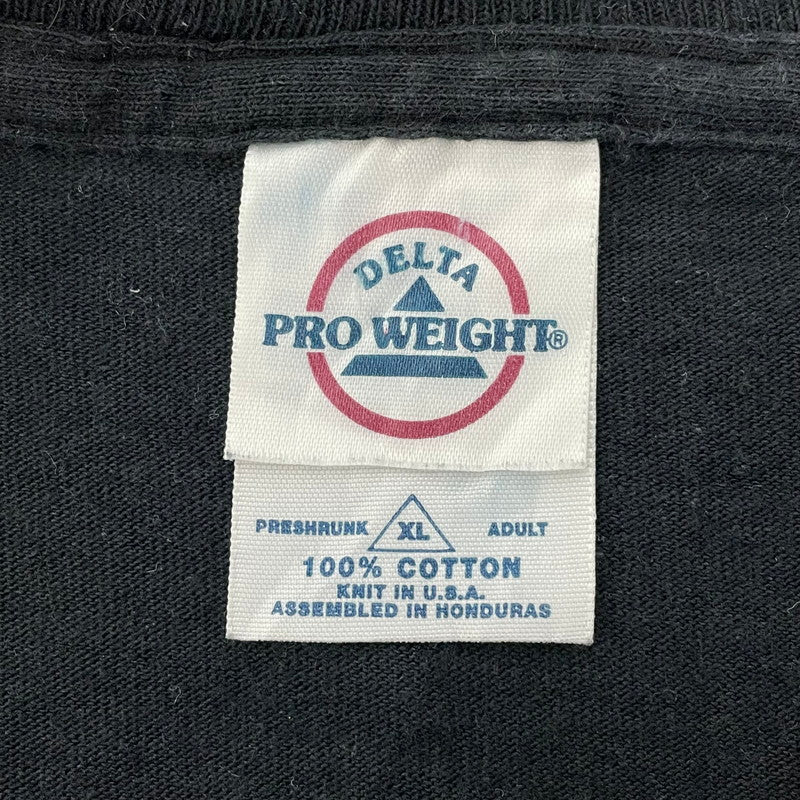 DELTA
PRO WEIGHT®
PRESHRUNK XL ADULT
100% COTTON
KNIT IN U.S.A.
ASSEMBLED IN HONDURAS